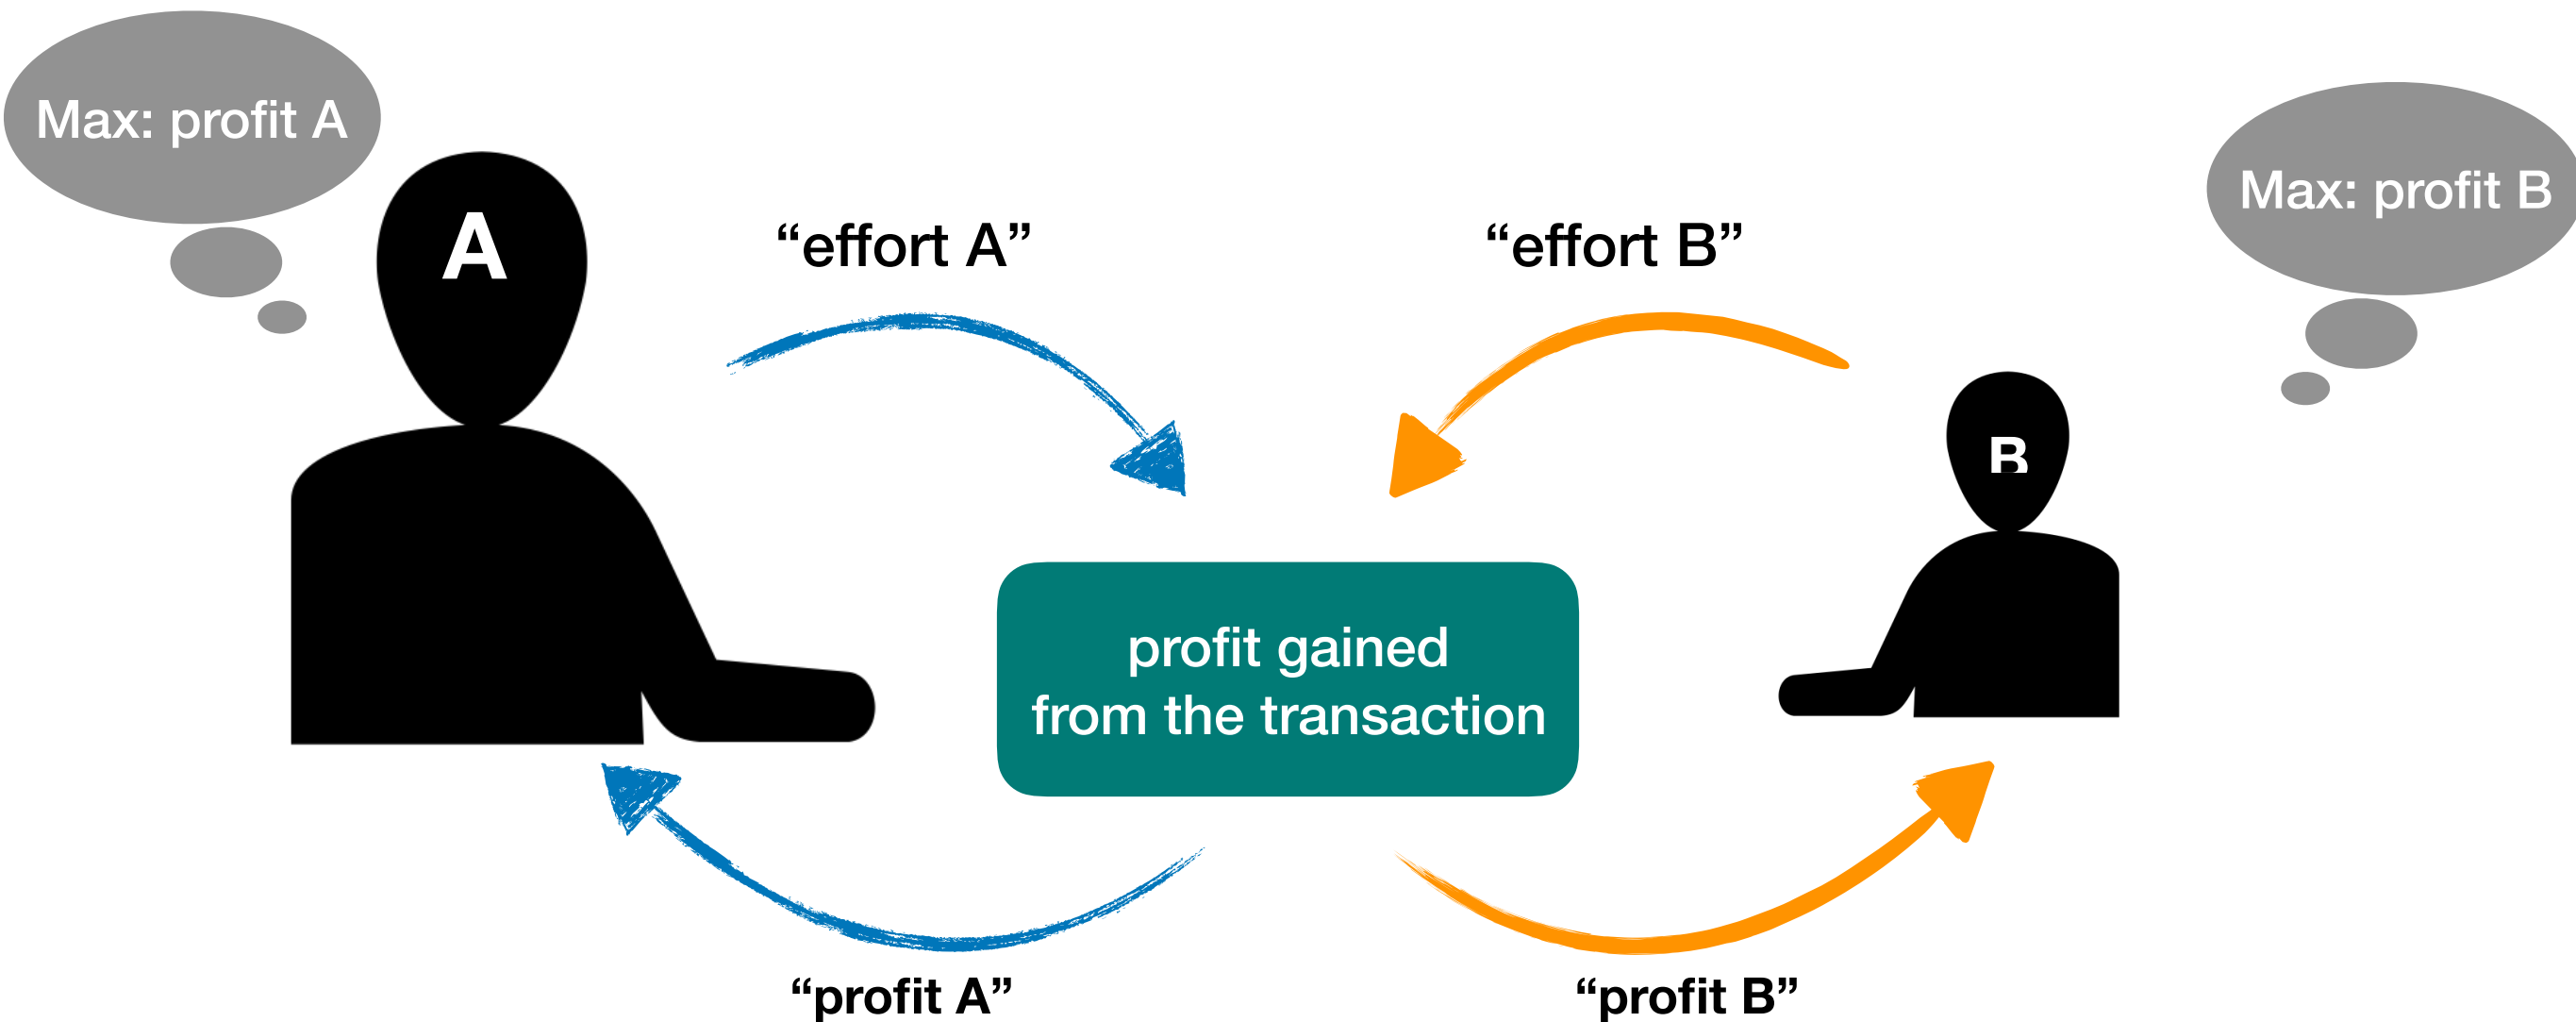 Max: profit A
Max: profit B
A
“effort A”
“effort B”
B
profit gained
from the transaction
“profit A”
“profit B”